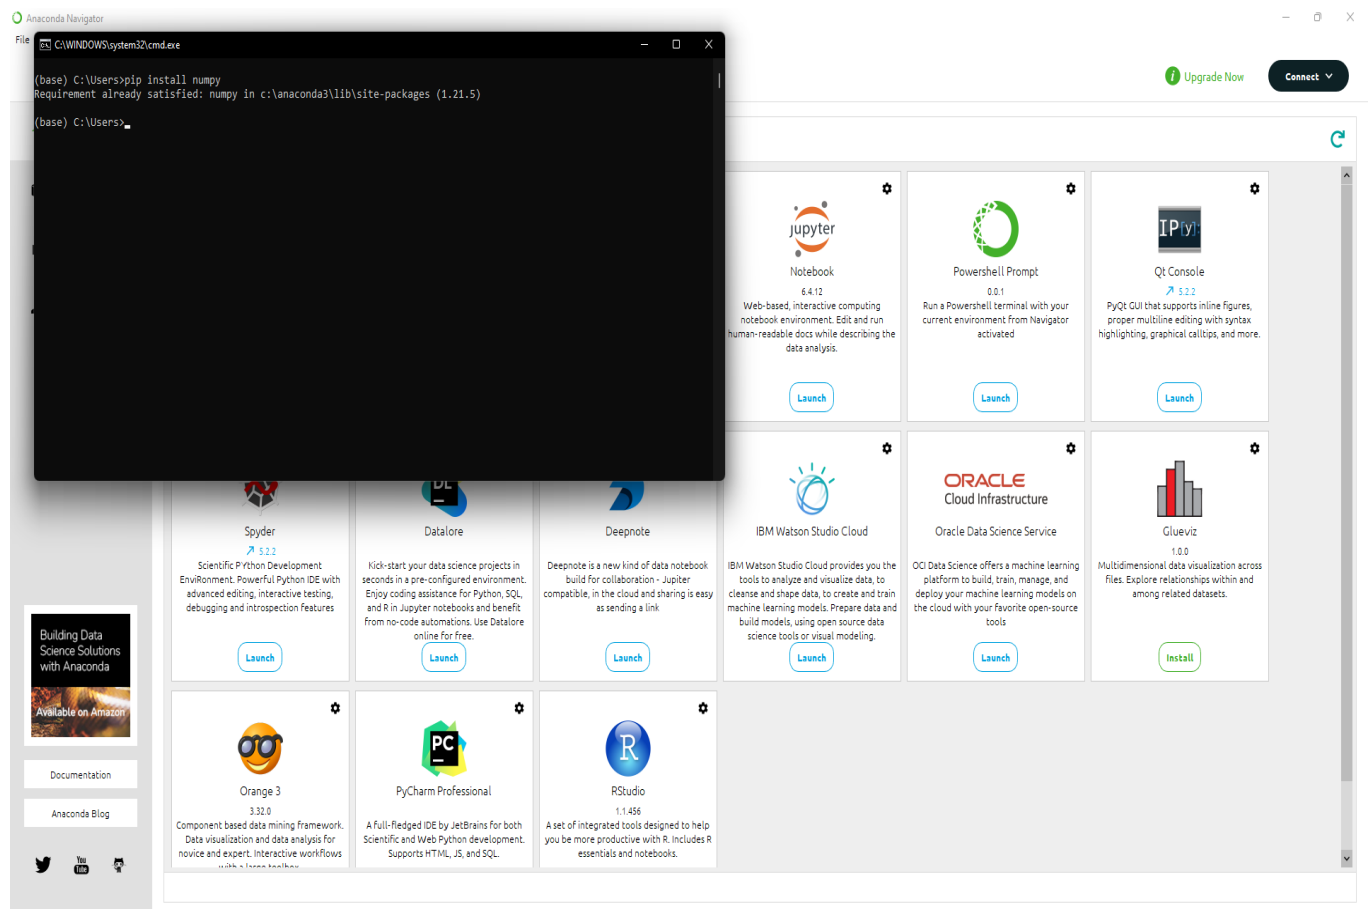 Anaconda Navigator
File
C:\WINDOWS\system32\cmd.exe
(base) C:\Users>pip install numpy
Requirement already satisfied: numpy in c:\anaconda3\lib\site-packages (1.21.5)
(base) C:\Users>
Upgrade Now
Connect
jupyter
Notebook
6.4.12
Web-based, interactive computing
notebook environment. Edit and run
human-readable docs while describing the
data analysis.
Launch
Powershell Prompt
0.0.1
Run a Powershell terminal with your
current environment from Navigator
activated
Launch
IP[y]:
Qt Console
5.2.2
PyQt GUI that supports inline figures,
proper multiline editing with syntax
highlighting, graphical calltips, and more.
Launch
Spyder
5.2.2
Scientific PYthon Development
EnviRonment. Powerful Python IDE with
advanced editing, interactive testing,
debugging and introspection features
Launch
DL
Datalore
Kick-start your data science projects in
seconds in a pre-configured environment.
Enjoy coding assistance for Python, SQL,
and R in Jupyter notebooks and benefit
from no-code automations. Use Datalore
online for free.
Launch
Deepnote
Deepnote is a new kind of data notebook
build for collaboration - Jupiter
compatible, in the cloud and sharing is easy
as sending a link
Launch
IBM Watson Studio Cloud
IBM Watson Studio Cloud provides you the
tools to analyze and visualize data, to
cleanse and shape data, to create and train
machine learning models. Prepare data and
build models, using open source data
science tools or visual modeling.
Launch
ORACLE
Cloud Infrastructure
Oracle Data Science Service
OCI Data Science offers a machine learning
platform to build, train, manage, and
deploy your machine learning models on
the cloud with your favorite open-source
tools
Launch
Glueviz
1.0.0
Multidimensional data visualization across
files. Explore relationships within and
among related datasets.
Install
Building Data
Science Solutions
with Anaconda
Available on Amazon
Documentation
Anaconda Blog
You
Tube
Orange 3
3.32.0
Component based data mining framework.
Data visualization and data analysis for
novice and expert. Interactive workflows
with a large toolbox.
PC
PyCharm Professional
A full-fledged IDE by JetBrains for both
Scientific and Web Python development.
Supports HTML, JS, and SQL.
R
RStudio
1.1.456
A set of integrated tools designed to help
you be more productive with R. Includes R
essentials and notebooks.